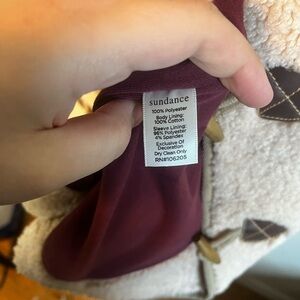 sundance
100% Polyester
Body Lining:
100% Cotton
Sleeve Lining:
96% Polyester
4% Spandex
Exclusive Of
Decoration
Dry Clean Only
RN#106205